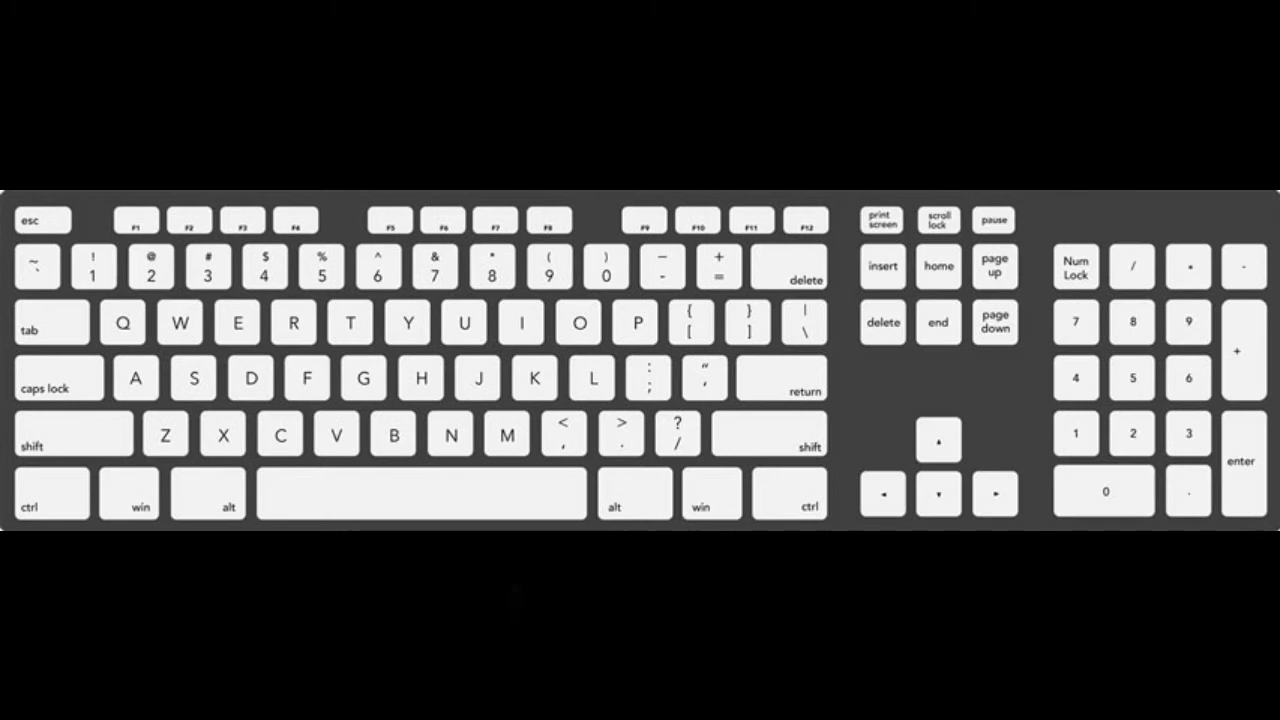 esc F1 F2 F3 F4 F5 F6 F7 F8 F9 F10 F11 F12 print screen scroll lock pause
~ ` ! 1 @ 2 # 3 $ 4 % 5 ^ 6 & 7 * 8 ( 9 ) 0 — - + = delete insert home page up Num Lock / * -
tab Q W E R T Y U I O P { [ } ] | \ delete end page down 7 8 9 +
caps lock A S D F G H J K L : ; “ ‘ return 4 5 6
shift Z X C V B N M < , > . ? / shift ▲ 1 2 3 enter
ctrl win alt alt win ctrl ◄ ▼ ► 0 .